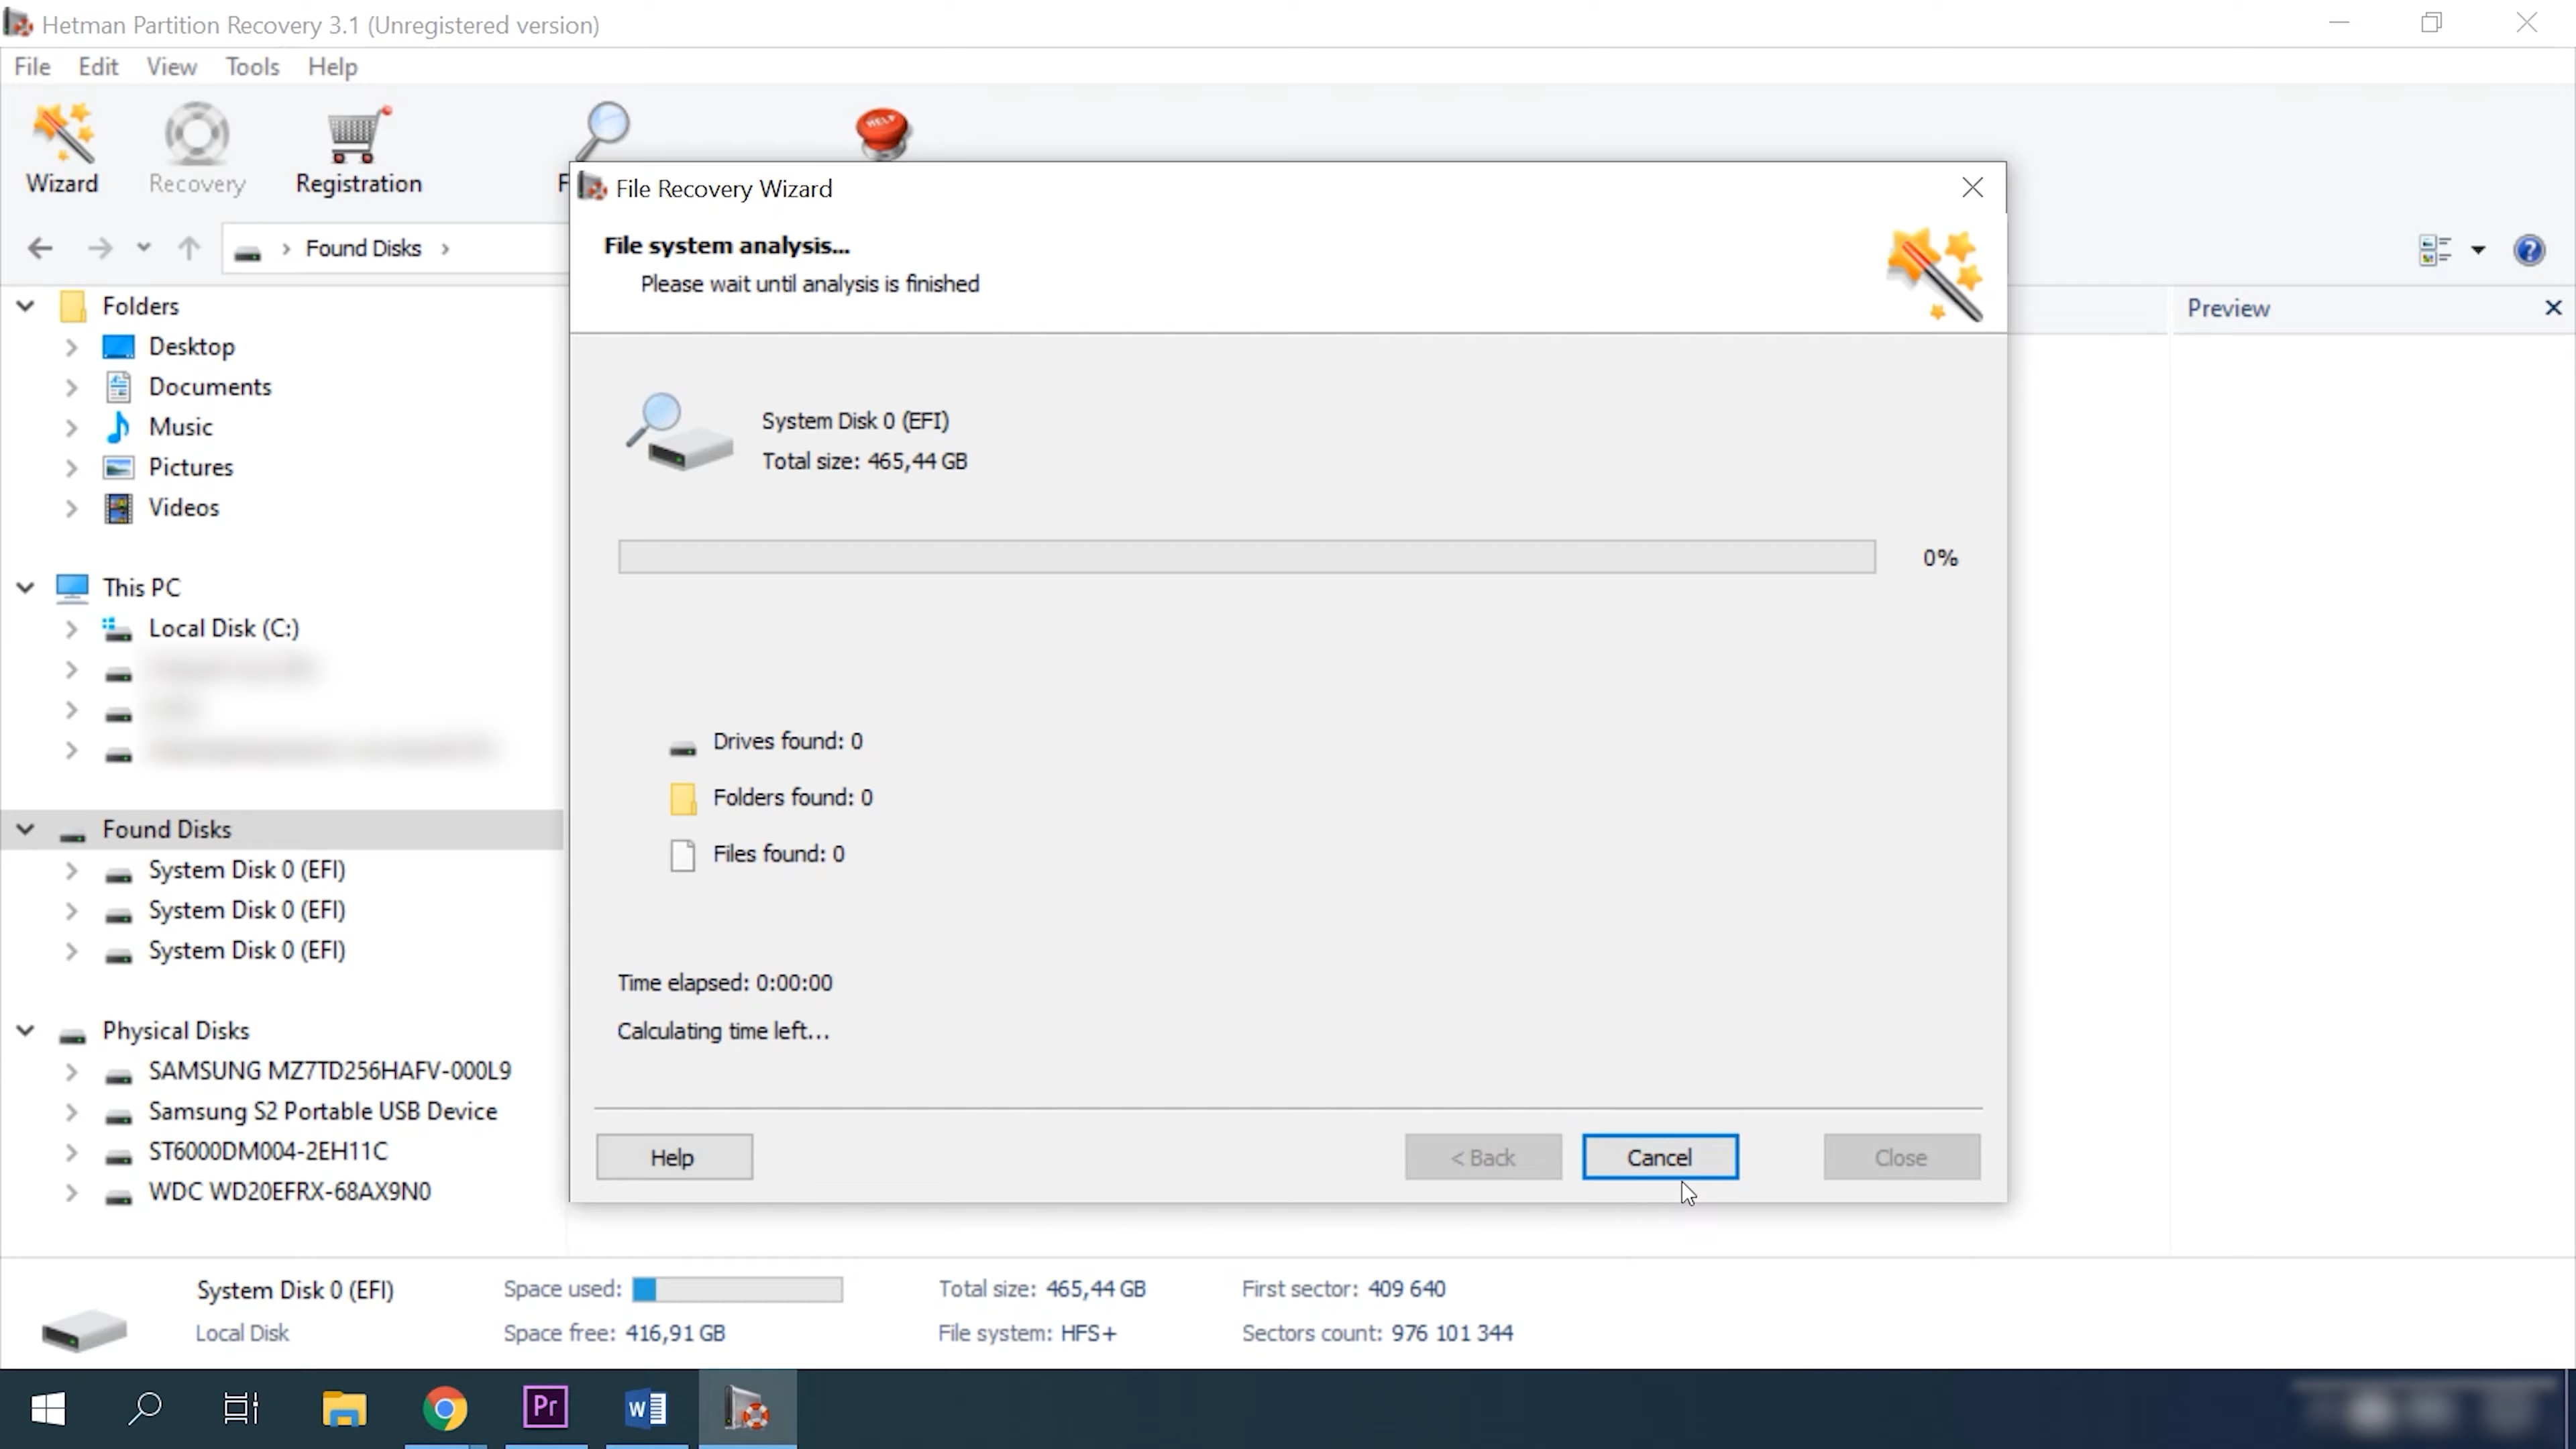 Hetman Partition Recovery 3.1 (Unregistered version)
File Edit View Tools Help
Wizard Recovery Registration
HELP
Found Disks
Folders
Desktop
Documents
Music
Pictures
Videos
This PC
Local Disk (C:)
Found Disks
System Disk 0 (EFI)
System Disk 0 (EFI)
System Disk 0 (EFI)
Physical Disks
SAMSUNG MZ7TD256HAFV-000L9
Samsung S2 Portable USB Device
ST6000DM004-2EH11C
WDC WD20EFRX-68AX9N0
File Recovery Wizard
File system analysis...
Please wait until analysis is finished
System Disk 0 (EFI)
Total size: 465,44 GB
0%
Drives found: 0
Folders found: 0
Files found: 0
Time elapsed: 0:00:00
Calculating time left...
Help < Back Cancel Close
Preview
System Disk 0 (EFI) Space used: Total size: 465,44 GB First sector: 409 640
Local Disk Space free: 416,91 GB File system: HFS+ Sectors count: 976 101 344
Pr
W